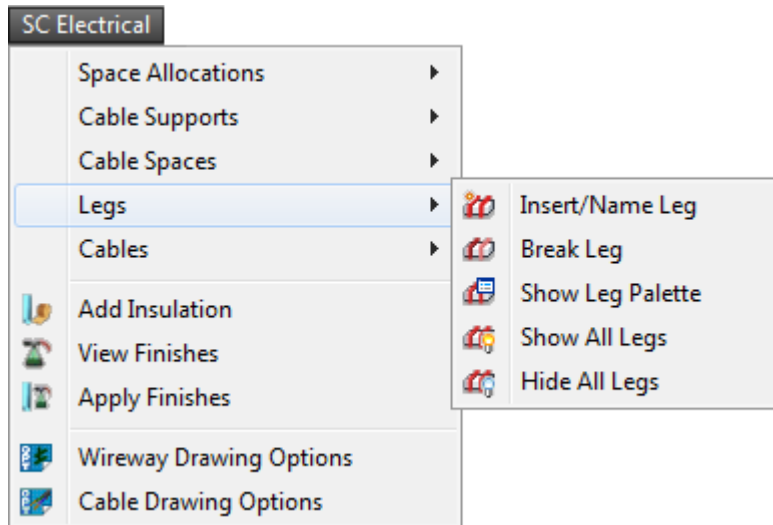 SC Electrical
Space Allocations
Cable Supports
Cable Spaces
Legs
Cables
Add Insulation
View Finishes
Apply Finishes
Wireway Drawing Options
Cable Drawing Options
Insert/Name Leg
Break Leg
Show Leg Palette
Show All Legs
Hide All Legs